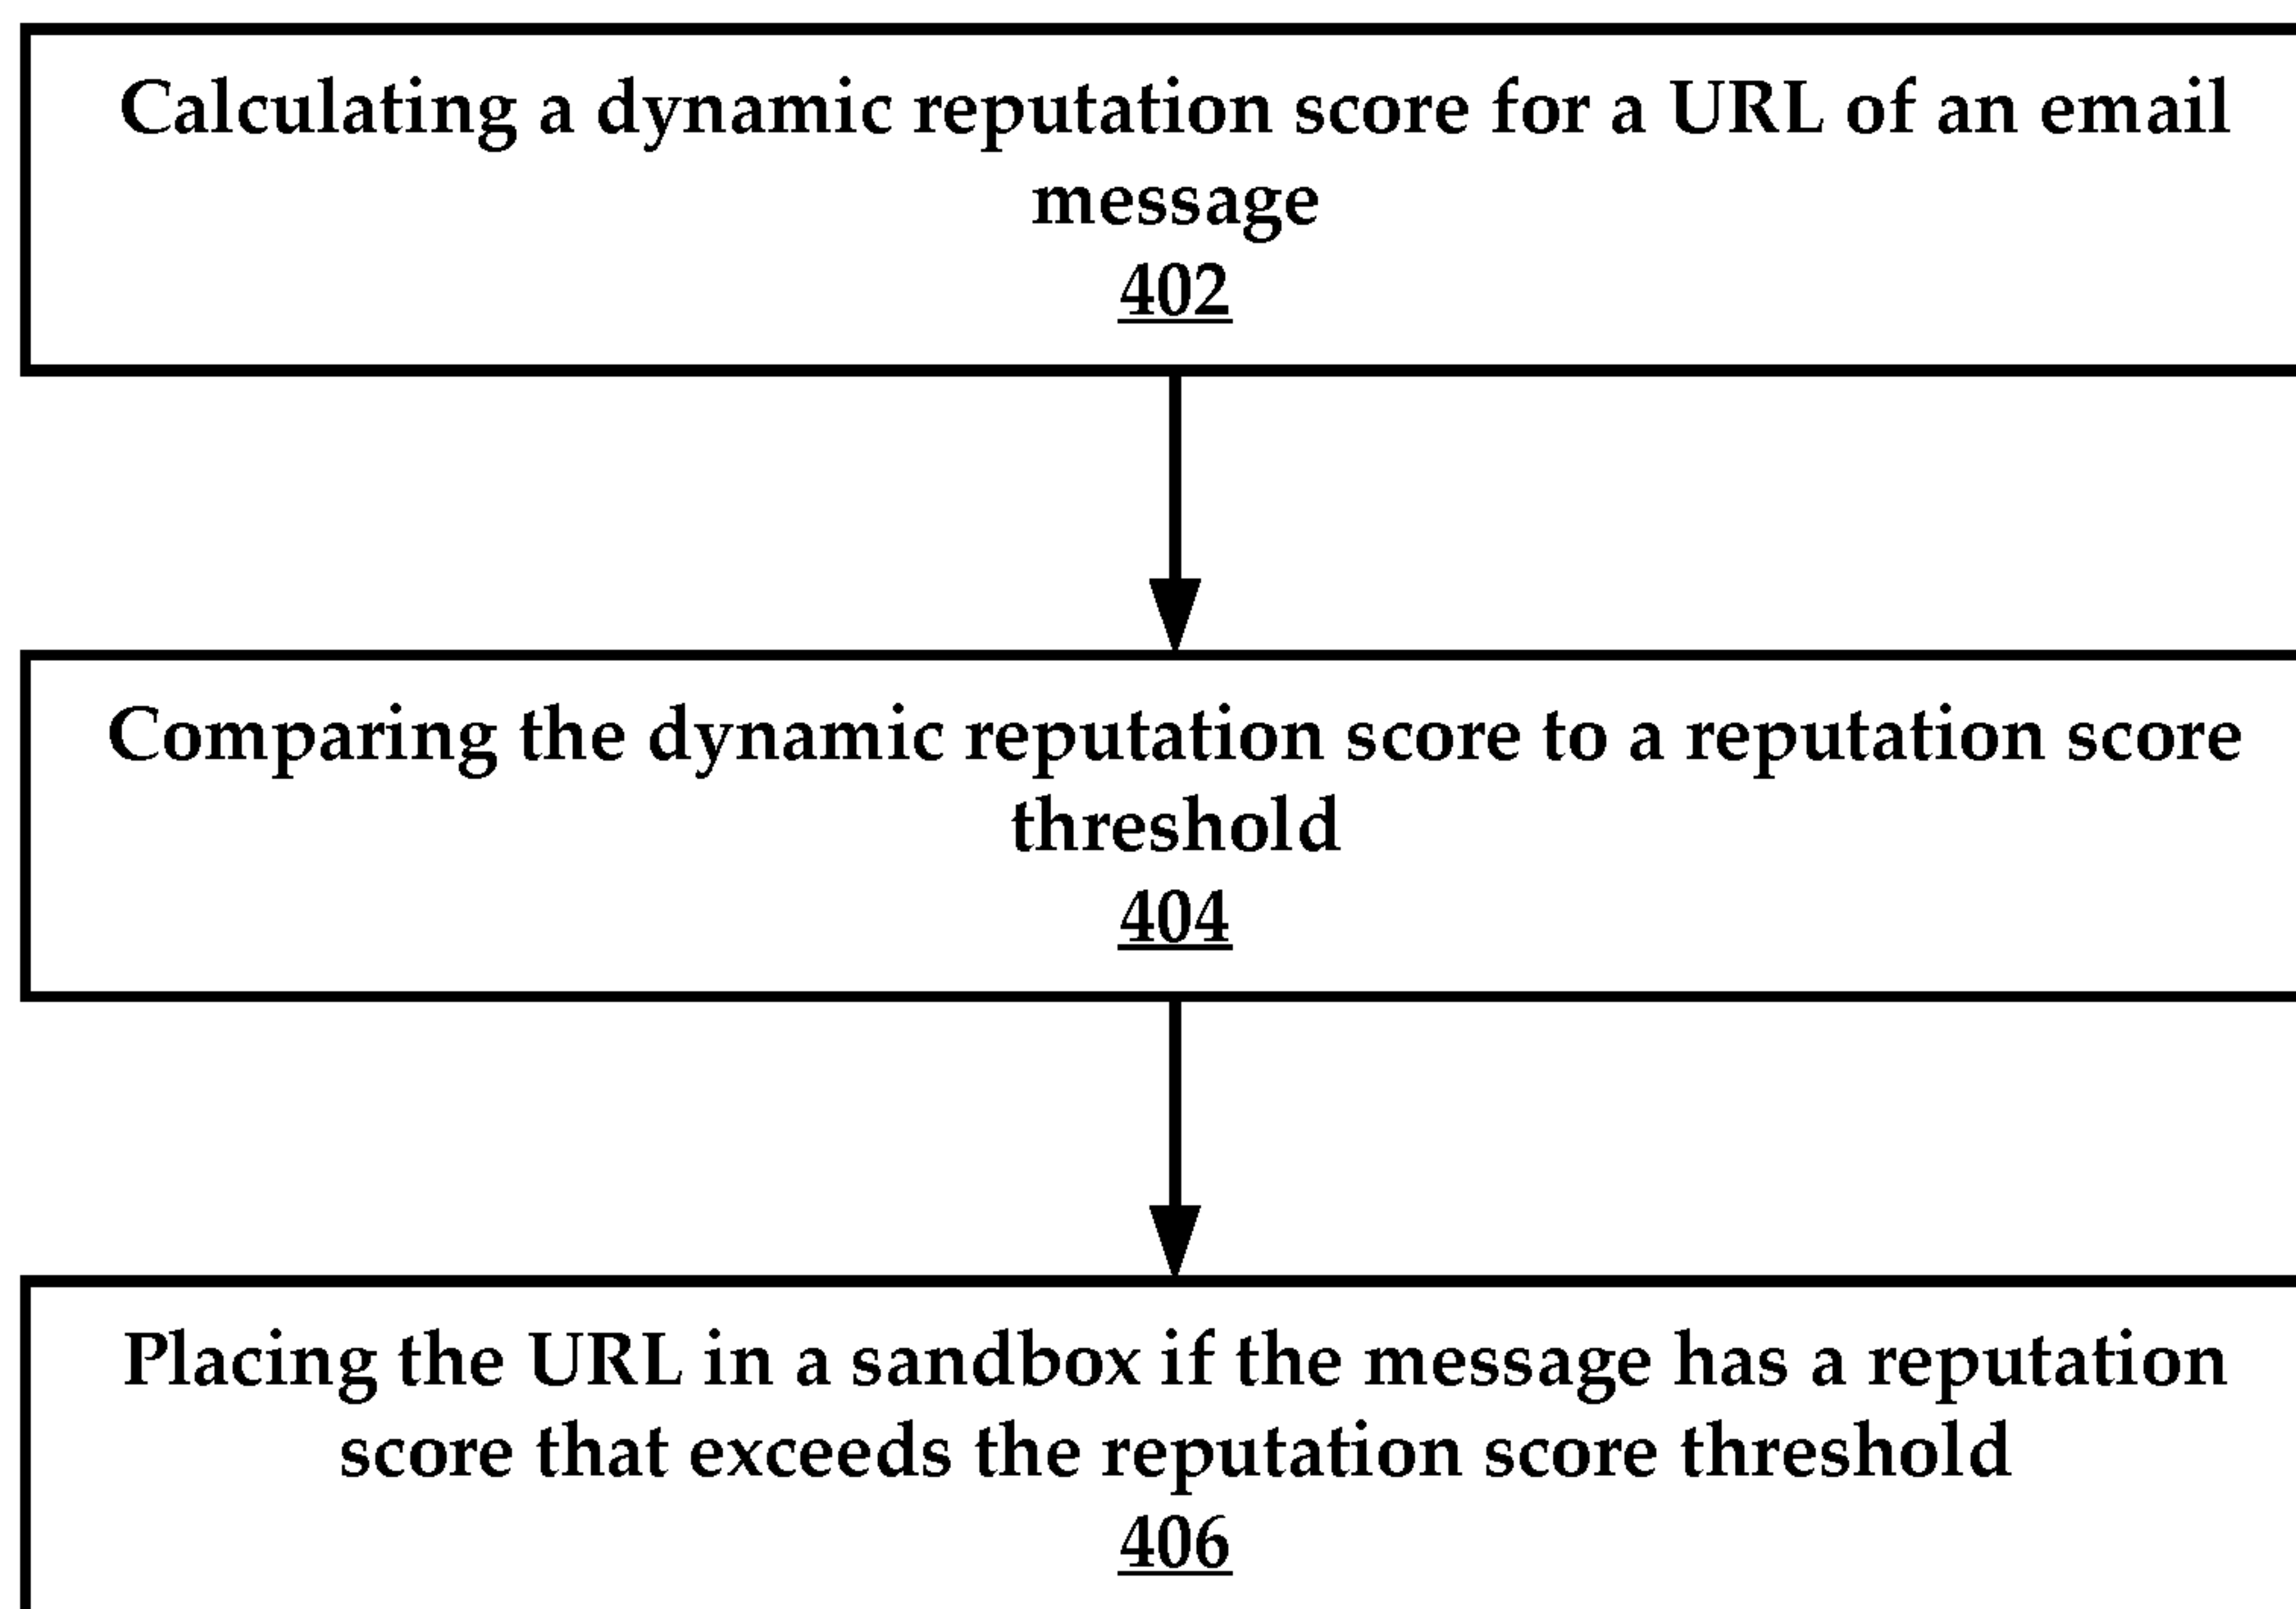 Calculating a dynamic reputation score for a URL of an email
message
402
Comparing the dynamic reputation score to a reputation score
threshold
404
Placing the URL in a sandbox if the message has a reputation
score that exceeds the reputation score threshold
406